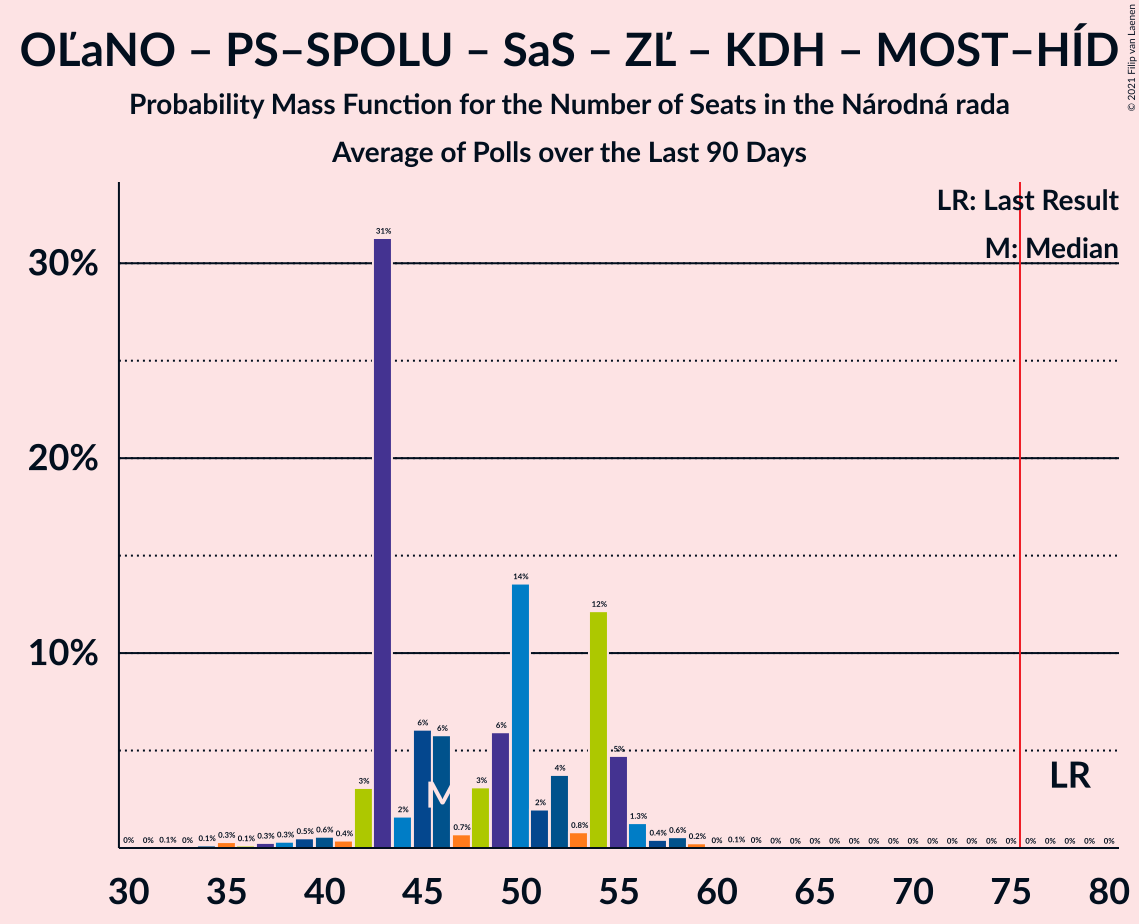 OĽaNO – PS–SPOLU – SaS – ZĽ – KDH – MOST–HÍD
Probability Mass Function for the Number of Seats in the Národná rada
Average of Polls over the Last 90 Days
© 2021 Filip van Laenen
LR: Last Result
M: Median
30%
20%
10%
0% 0% 0.1% 0% 0.1% 0.3% 0.1% 0.3% 0.3% 0.5% 0.6% 0.4% 3% 31% 2% 6% 6% 0.7% 3% 6% 14% 2% 4% 0.8% 12% 5% 1.3% 0.4% 0.6% 0.2% 0% 0.1% 0% 0% 0% 0% 0% 0% 0% 0% 0% 0% 0% 0% 0% 0% 0% 0% 0% 0% 0%
M
LR
30 35 40 45 50 55 60 65 70 75 80